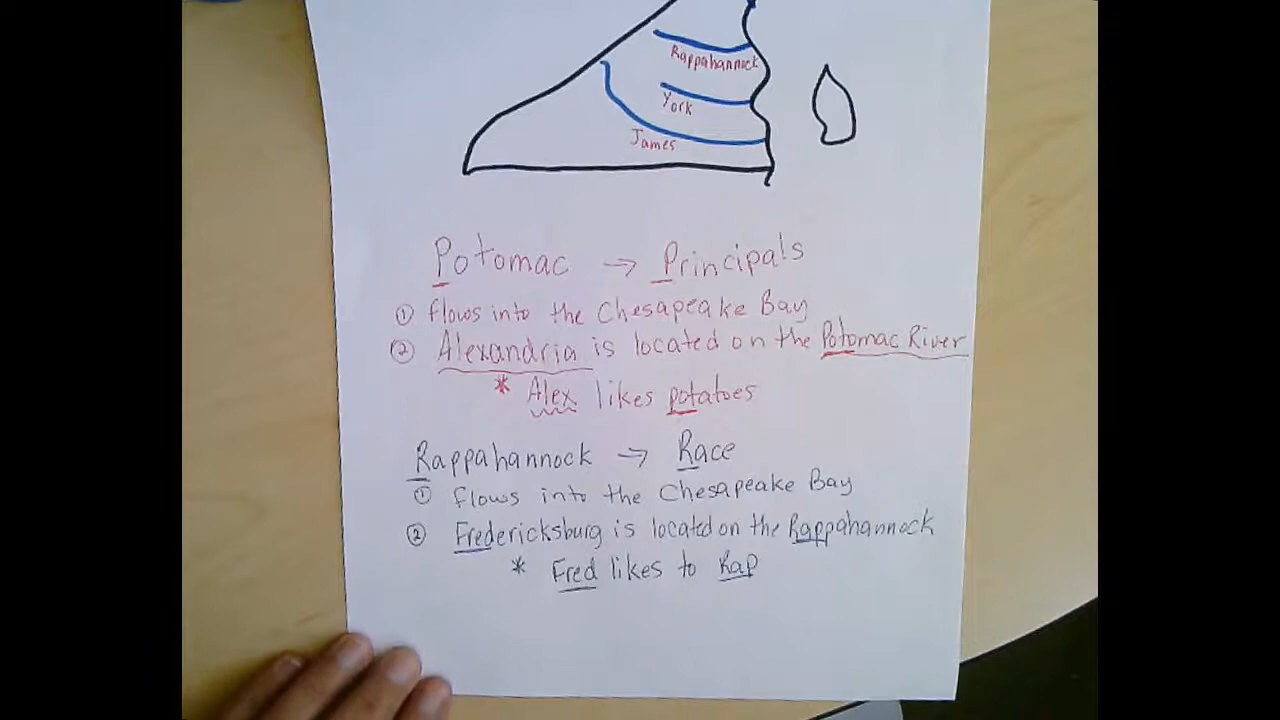 Rappahannock
York
James
Potomac → Principals
① flows into the Chesapeake Bay
② Alexandria is located on the Potomac River
* Alex likes potatoes
Rappahannock → Race
① flows into the Chesapeake Bay
② Fredericksburg is located on the Rappahannock
* Fred likes to Rap